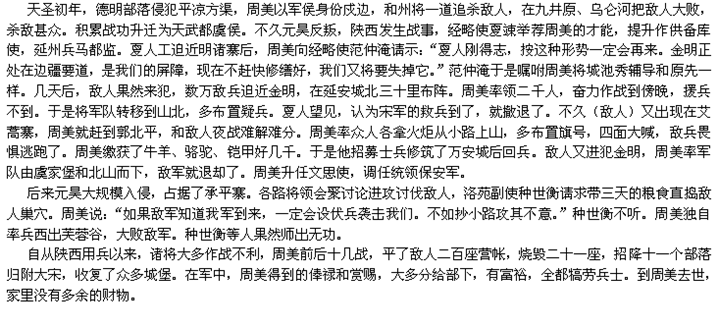 天圣初年，德明部落侵犯平凉方渠，周美以军侯身份戍边，和州将一道追杀敌人，在九井原、乌仑河把敌人大败，
杀敌甚众。积累战功升迁为天武都虞侯。不久元昊反叛，陕西发生战事，经略使夏竦举荐周美的才能，提升作供备库
使，延州兵马都监。夏人工迫近明诸寨后，周美向经略使范仲淹请示：“夏人刚得志，按这种形势一定会再来。金明正
处在边疆要道，是我们的屏障，现在不赶快修缮好，我们又将要失掉它。”范仲淹于是嘱咐周美将城池秀辅导和原先一
样。几天后，敌人果然来犯，数万敌兵迫近金明，在延安城北三十里布阵。周美率领二千人，奋力作战到傍晚，援兵
不到。于是将军队转移到山北，多布置疑兵。夏人望见，认为宋军的救兵到了，就撤退了。不久（敌人）又出现在艾
蒿寨，周美就赶到郭北平，和敌人夜战难解难分。周美率众人各拿火炬从小路上山，多布置旗号，四面大喊，敌兵畏
惧逃跑了。周美缴获了牛羊、骆驼、铠甲好几千。于是他招募士兵修筑了万安城后回兵。敌人又进犯金明，周美率军
队由虞家堡和北山而下，敌军就退却了。周美升任文思使，调任统领保安军。
后来元昊大规模入侵，占据了承平寨。各路将领会聚讨论进攻讨伐敌人，洛苑副使种世衡请求带三天的粮食直捣敌
人巢穴。周美说：“如果敌军知道我军到来，一定会设伏兵袭击我们。不如抄小路攻其不意。”种世衡不听。周美独自
率兵西出芙蓉谷，大败敌军。种世衡等人果然师出无功。
自从陕西用兵以来，诸将大多作战不利，周美前后十几战，平了敌人二百座营帐，烧毁二十一座，招降十一个部落
归附大宋，收复了众多城堡。在军中，周美得到的俸禄和赏赐，大多分给部下，有富裕，全都犒劳兵士。到周美去世，
家里没有多余的财物。